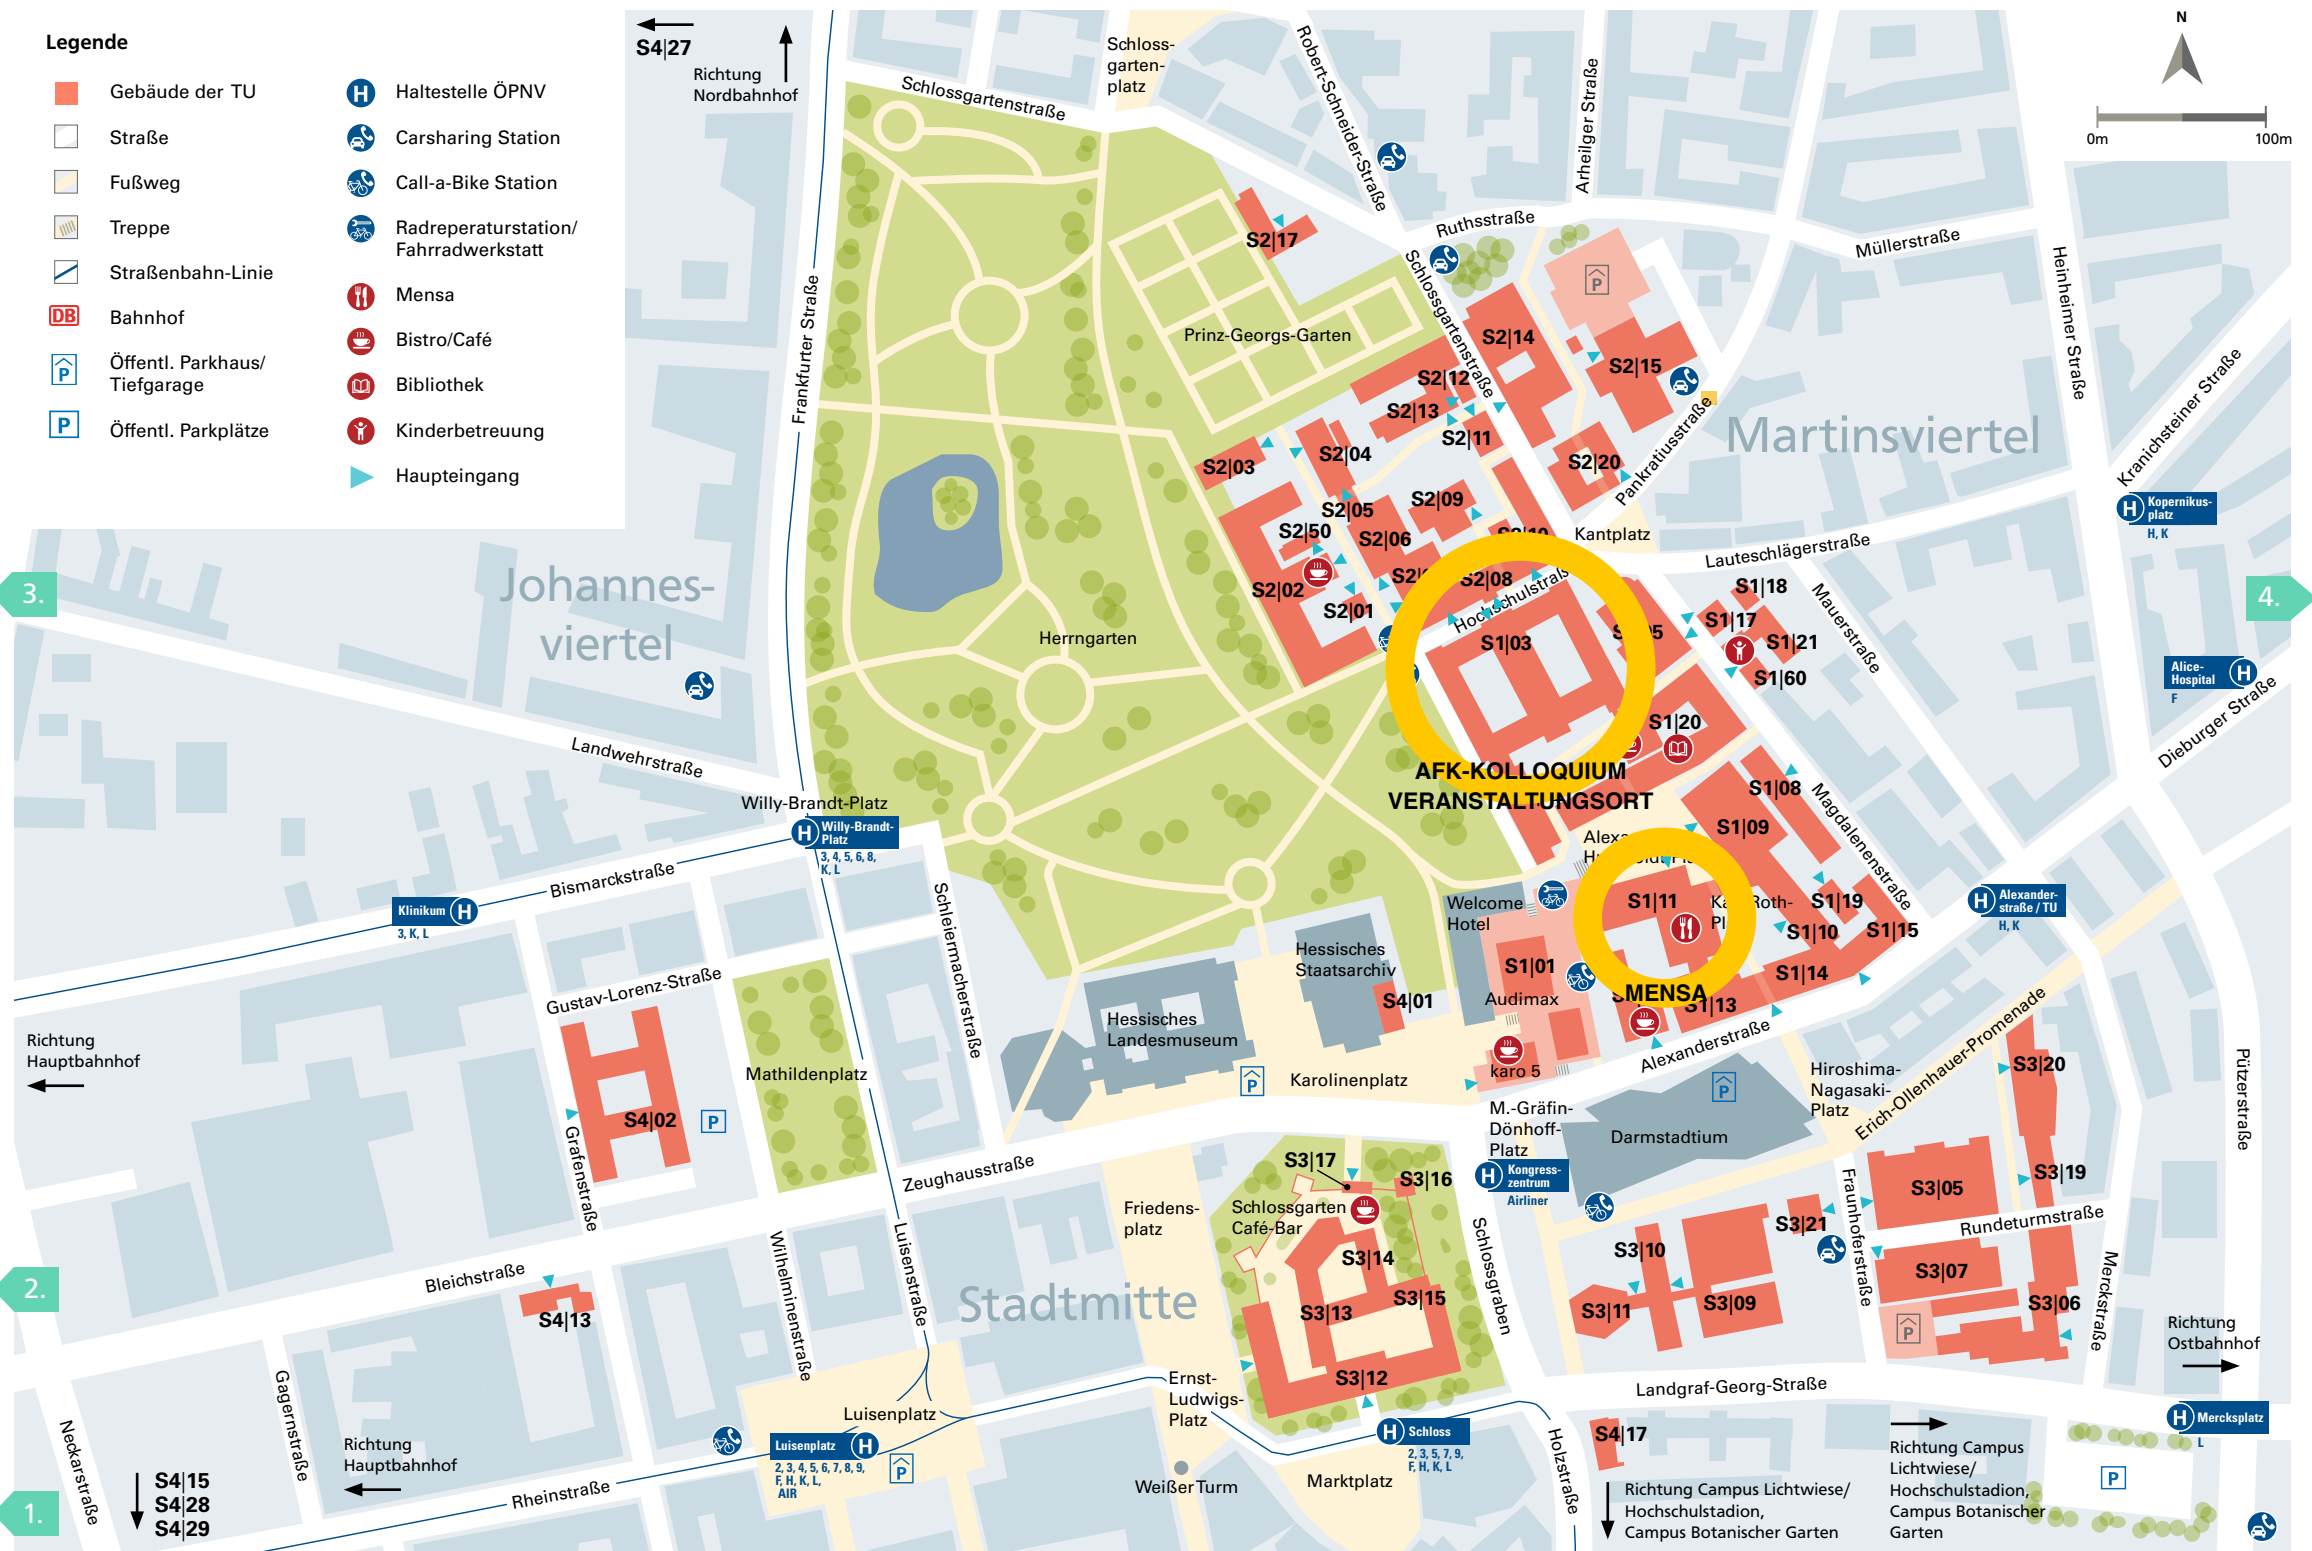 Legende
Gebäude der TU
Straße
Fußweg
Treppe
Straßenbahn-Linie
DB
Bahnhof
P
Öffentl. Parkhaus/
Tiefgarage
P
Öffentl. Parkplätze
H
Haltestelle ÖPNV
Carsharing Station
Call-a-Bike Station
Radreperaturstation/
Fahrradwerkstatt
Mensa
Bistro/Café
Bibliothek
Kinderbetreuung
Haupteingang
S4|27
Richtung
Nordbahnhof
N
0m
100m
Schloss-
garten-
platz
Schlossgartenstraße
Robert-Schneider-Straße
Arheilger Straße
Ruthsstraße
Müllerstraße
Heinheimer Straße
Kranichsteiner Straße
Frankfurter Straße
Schlossgartenstraße
Prinz-Georgs-Garten
S2|17
S2|14
P
S2|15
S2|12
S2|13
S2|11
S2|20
Pankratiusstraße
Martinsviertel
S2|03
S2|04
S2|05
S2|09
S2|50
S2|06
S2|02
S2|01
S2|08
Kantplatz
Lauteschlägerstraße
H
Kopernikus-
platz
H, K
3.
4.
Johannes-
viertel
Herrngarten
S1|03
S1|18
S1|17
S1|21
S1|60
Mauerstraße
Alice-
Hospital
H
F
Dieburger Straße
S1|20
Landwehrstraße
Willy-Brandt-Platz
H
Willy-Brandt-
Platz
3, 4, 5, 6, 8,
K, L
AFK-KOLLOQUIUM
VERANSTALTUNGSORT
S1|08
S1|09
Magdalenenstraße
Bismarckstraße
Klinikum
H
3, K, L
Schleiermacherstraße
Welcome
Hotel
S1|11
S1|19
S1|10
S1|15
S1|14
S1|13
MENSA
H
Alexander-
straße / TU
H, K
S1|01
Audimax
Hessisches
Staatsarchiv
S4|01
Hessisches
Landesmuseum
Gustav-Lorenz-Straße
Richtung
Hauptbahnhof
Mathildenplatz
S4|02
P
Grafenstraße
P
Karolinenplatz
karo 5
Alexanderstraße
P
Hiroshima-
Nagasaki-
Platz
Erich-Ollenhauer-Promenade
S3|20
Pützerstraße
M.-Gräfin-
Dönhoff-
Platz
Darmstadtium
H
Kongress-
zentrum
Airliner
Zeughausstraße
Friedens-
platz
S3|17
S3|16
Schlossgarten
Café-Bar
S3|14
S3|13
S3|15
S3|12
Schlossgraben
S3|19
S3|05
S3|21
Rundeturmstraße
Fraunhoferstraße
S3|10
S3|11
S3|09
S3|07
S3|06
P
Merckstraße
2.
Bleichstraße
S4|13
Wilhelminenstraße
Luisenstraße
Stadtmitte
Richtung
Ostbahnhof
Ernst-
Ludwigs-
Platz
Landgraf-Georg-Straße
Gagernstraße
Neckarstraße
Luisenplatz
Luisenplatz
H
2, 3, 4, 5, 6, 7, 8, 9,
F, H, K, L,
AIR
P
H
Schloss
2, 3, 5, 7, 9,
F, H, K, L
Holzstraße
S4|17
H
Mercksplatz
L
Richtung
Hauptbahnhof
Rheinstraße
Weißer Turm
Marktplatz
P
Richtung Campus Lichtwiese/
Hochschulstadion,
Campus Botanischer Garten
Richtung Campus
Lichtwiese/
Hochschulstadion,
Campus Botanischer
Garten
1.
S4|15
S4|28
S4|29